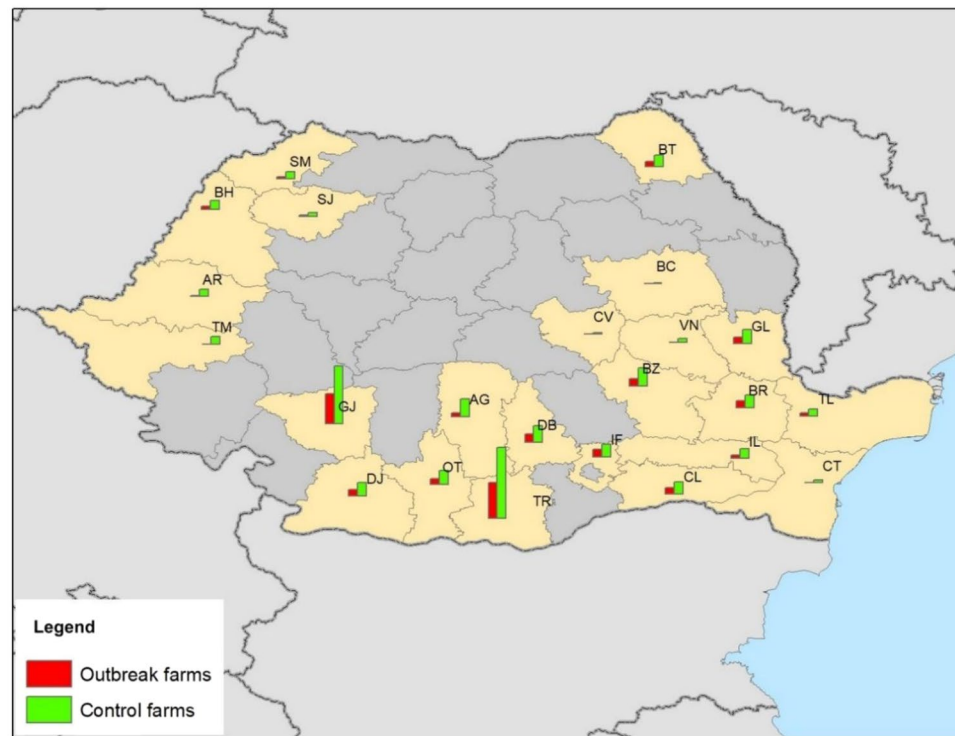 SM
BT
BH
SJ
BC
AR
CV
VN
GL
TM
BZ
BR
TL
GJ
AG
DB
IF
IL
CT
DJ
OT
TR
CL
Legend
Outbreak farms
Control farms